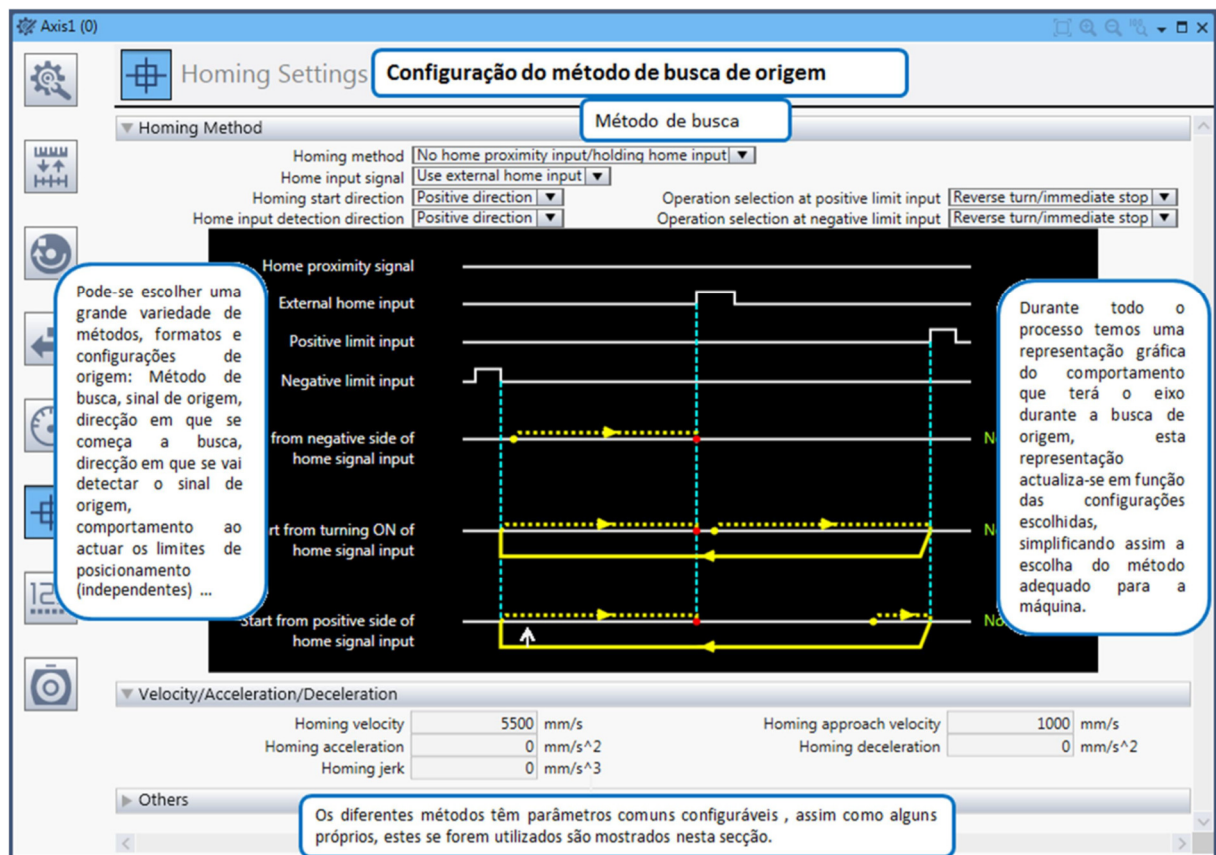 Axis1 (0)
Homing Settings
Configuração do método de busca de origem
Homing Method
Método de busca
Homing method No home proximity input/holding home input
Home input signal Use external home input
Homing start direction Positive direction
Operation selection at positive limit input Reverse turn/immediate stop
Home input detection direction Positive direction
Operation selection at negative limit input Reverse turn/immediate stop
Pode-se escolher uma
grande variedade de
métodos, formatos e
configurações de
origem: Método de
busca, sinal de origem,
direcção em que se
começa a busca,
direcção em que se vai
detectar o sinal de
origem,
comportamento ao
actuar os limites de
posicionamento
(independentes) ...
Home proximity signal
External home input
Positive limit input
Negative limit input
from negative side of
home signal input
from turning ON of
home signal input
Start from positive side of
home signal input
Durante todo o
processo temos uma
representação gráfica
do comportamento
que terá o eixo
durante a busca de
origem, esta
representação
actualiza-se em função
das configurações
escolhidas,
simplificando assim a
escolha do método
adequado para a
máquina.
Velocity/Acceleration/Deceleration
Homing velocity 5500 mm/s
Homing approach velocity 1000 mm/s
Homing acceleration 0 mm/s^2
Homing deceleration 0 mm/s^2
Homing jerk 0 mm/s^3
Others
Os diferentes métodos têm parâmetros comuns configuráveis , assim como alguns
próprios, estes se forem utilizados são mostrados nesta secção.